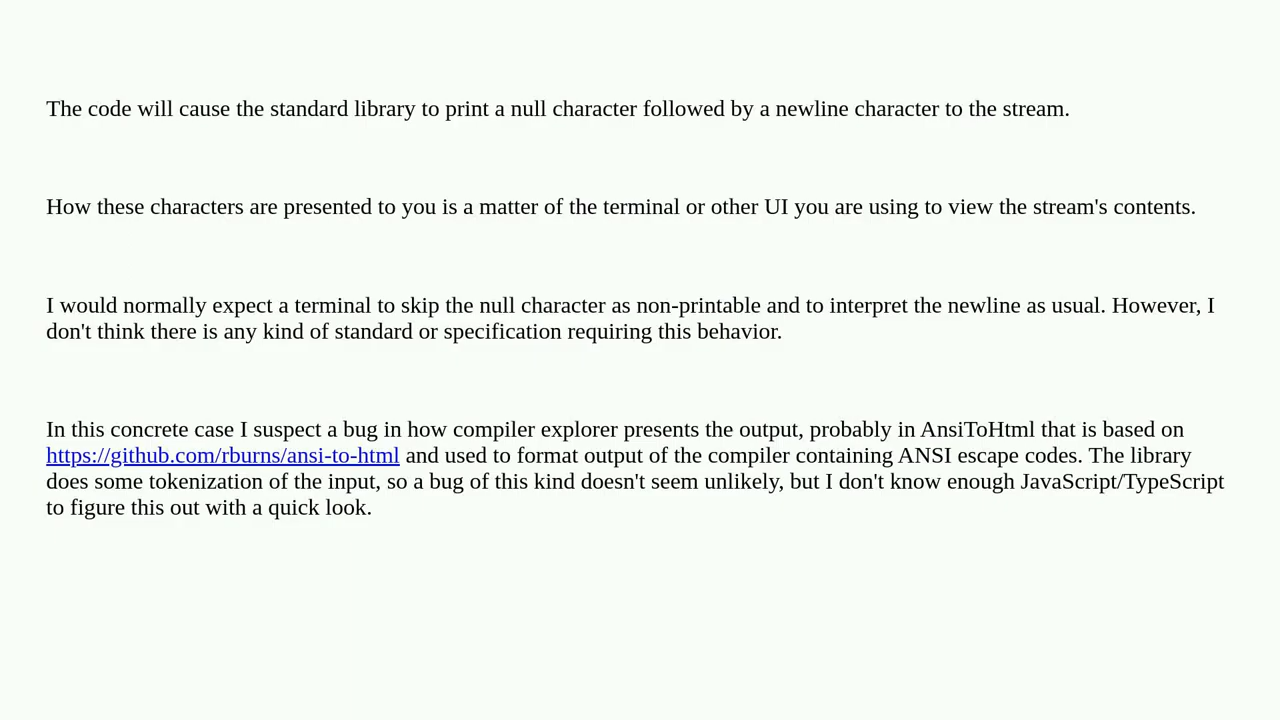 The code will cause the standard library to print a null character followed by a newline character to the stream.
How these characters are presented to you is a matter of the terminal or other UI you are using to view the stream's contents.
I would normally expect a terminal to skip the null character as non-printable and to interpret the newline as usual. However, I
don't think there is any kind of standard or specification requiring this behavior.
In this concrete case I suspect a bug in how compiler explorer presents the output, probably in AnsiToHtml that is based on
https://github.com/rburns/ansi-to-html and used to format output of the compiler containing ANSI escape codes. The library
does some tokenization of the input, so a bug of this kind doesn't seem unlikely, but I don't know enough JavaScript/TypeScript
to figure this out with a quick look.